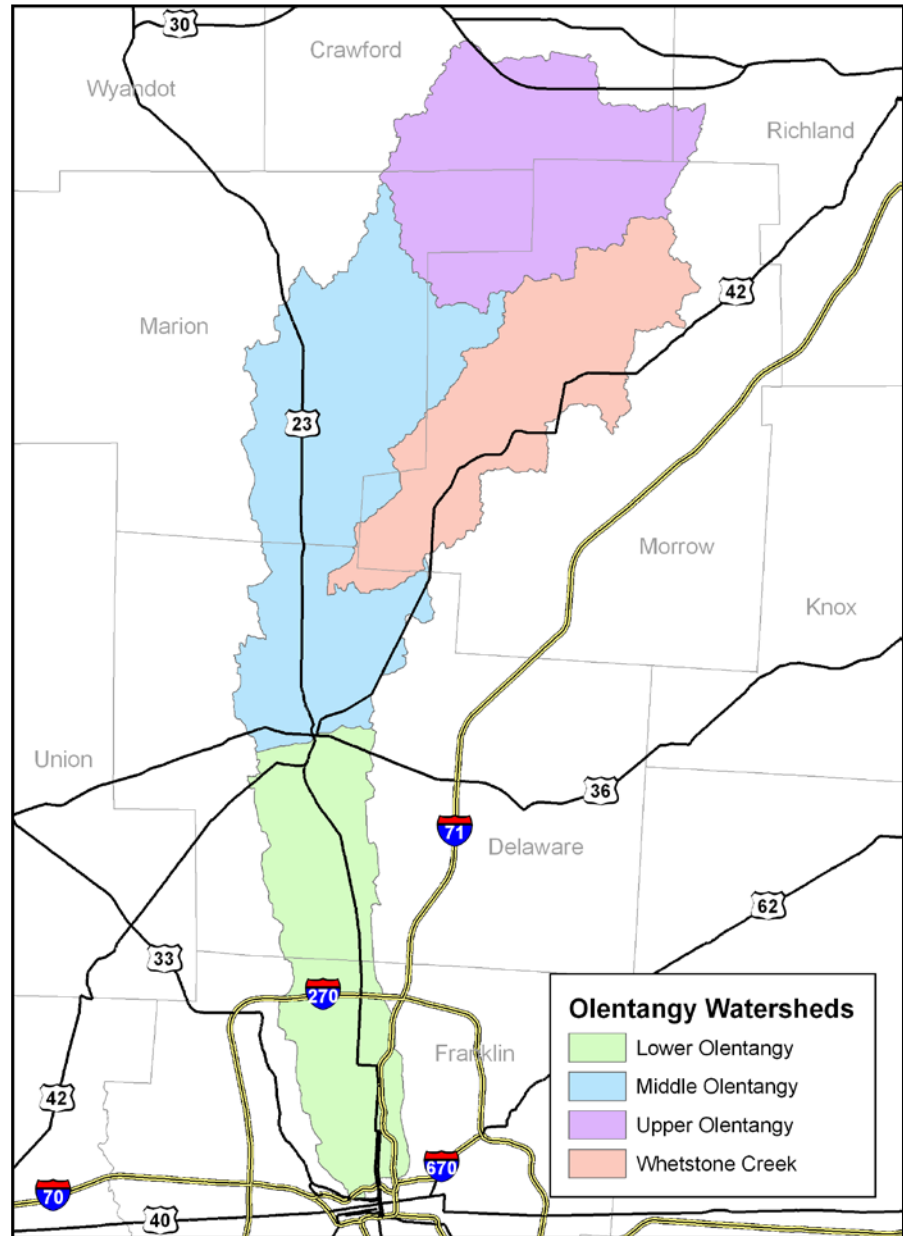 30
Crawford
Wyandot
Richland
42
Marion
23
Morrow
Knox
Union
36
71
Delaware
62
33
270
Olentangy Watersheds
Lower Olentangy
Franklin
Middle Olentangy
42
Upper Olentangy
670
Whetstone Creek
70
40